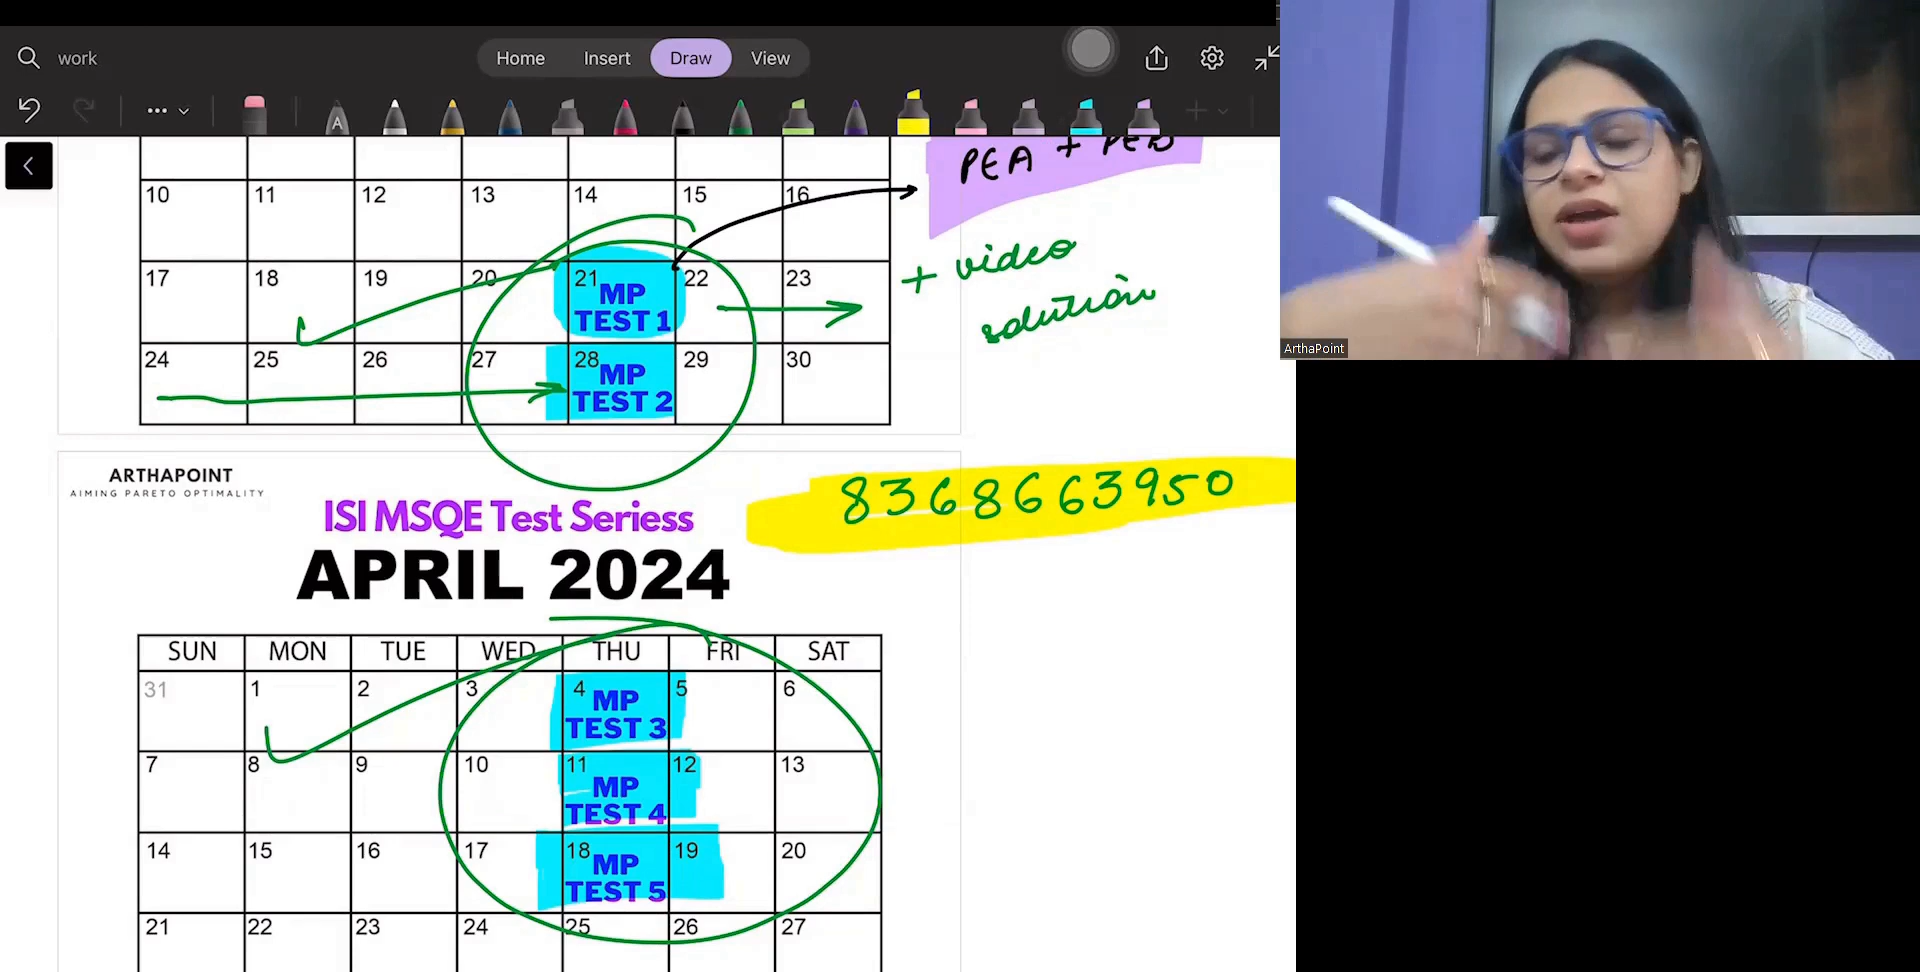 work
Home Insert Draw View
A
PEA + PEB
10 11 12 13 14 15 16
17 18 19 20 21 22 23
MP
TEST 1
+ video
solution
24 25 26 27 28 29 30
MP
TEST 2
ArthaPoint
ARTHAPOINT
AIMING PARETO OPTIMALITY
8368663950
ISI MSQE Test Seriess
APRIL 2024
SUN MON TUE WED THU FRI SAT
31 1 2 3 4 5 6
MP
TEST 3
7 8 9 10 11 12 13
MP
TEST 4
14 15 16 17 18 19 20
MP
TEST 5
21 22 23 24 25 26 27